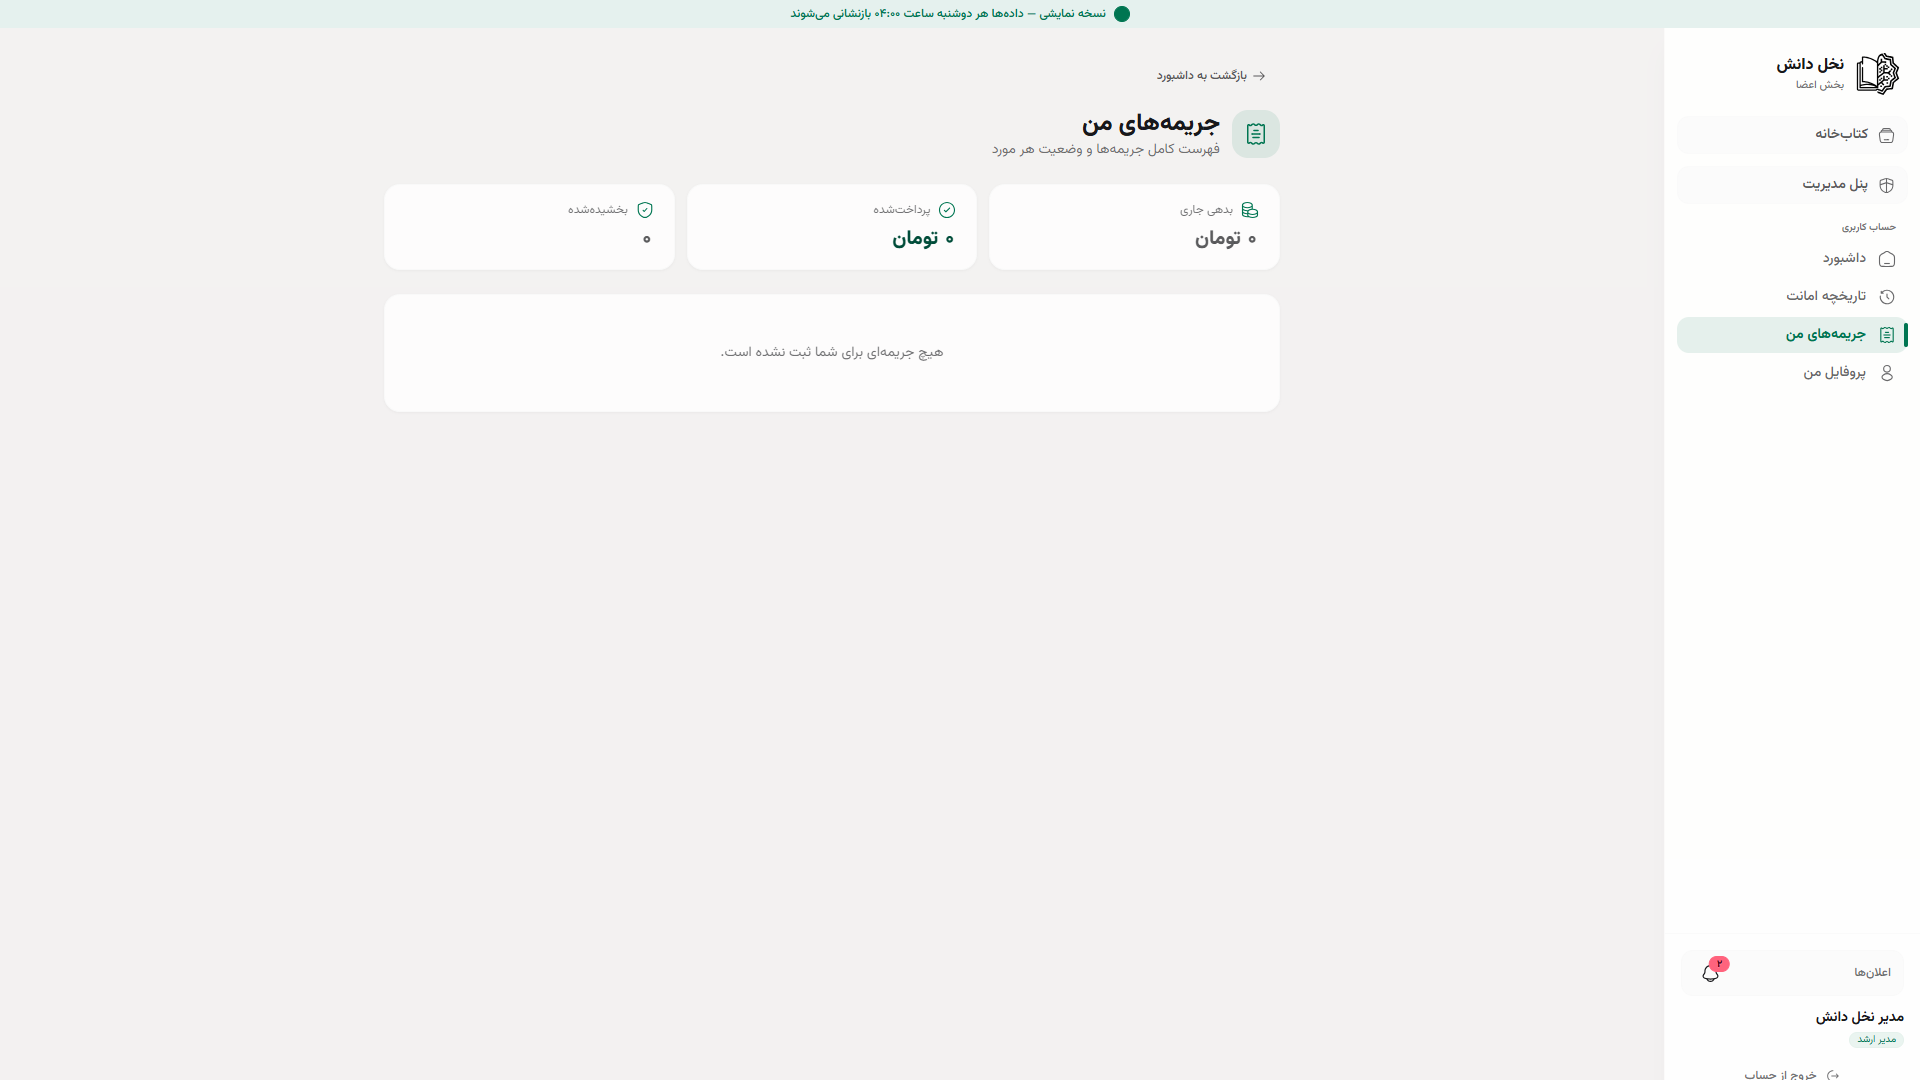 نسخه نمایشی — داده‌ها هر دوشنبه ساعت ۰۴:۰۰ بازنشانی می‌شوند
نخل دانش
بخش اعضا
کتاب‌خانه
پنل مدیریت
حساب کاربری
داشبورد
تاریخچه امانت
جریمه‌های من
پروفایل من
اعلان‌ها
۲
مدیر نخل دانش
مدیر ارشد
خروج از حساب
بازگشت به داشبورد
جریمه‌های من
فهرست کامل جریمه‌ها و وضعیت هر مورد
بدهی جاری
۰ تومان
پرداخت‌شده
۰ تومان
بخشیده‌شده
۰
هیچ جریمه‌ای برای شما ثبت نشده است.